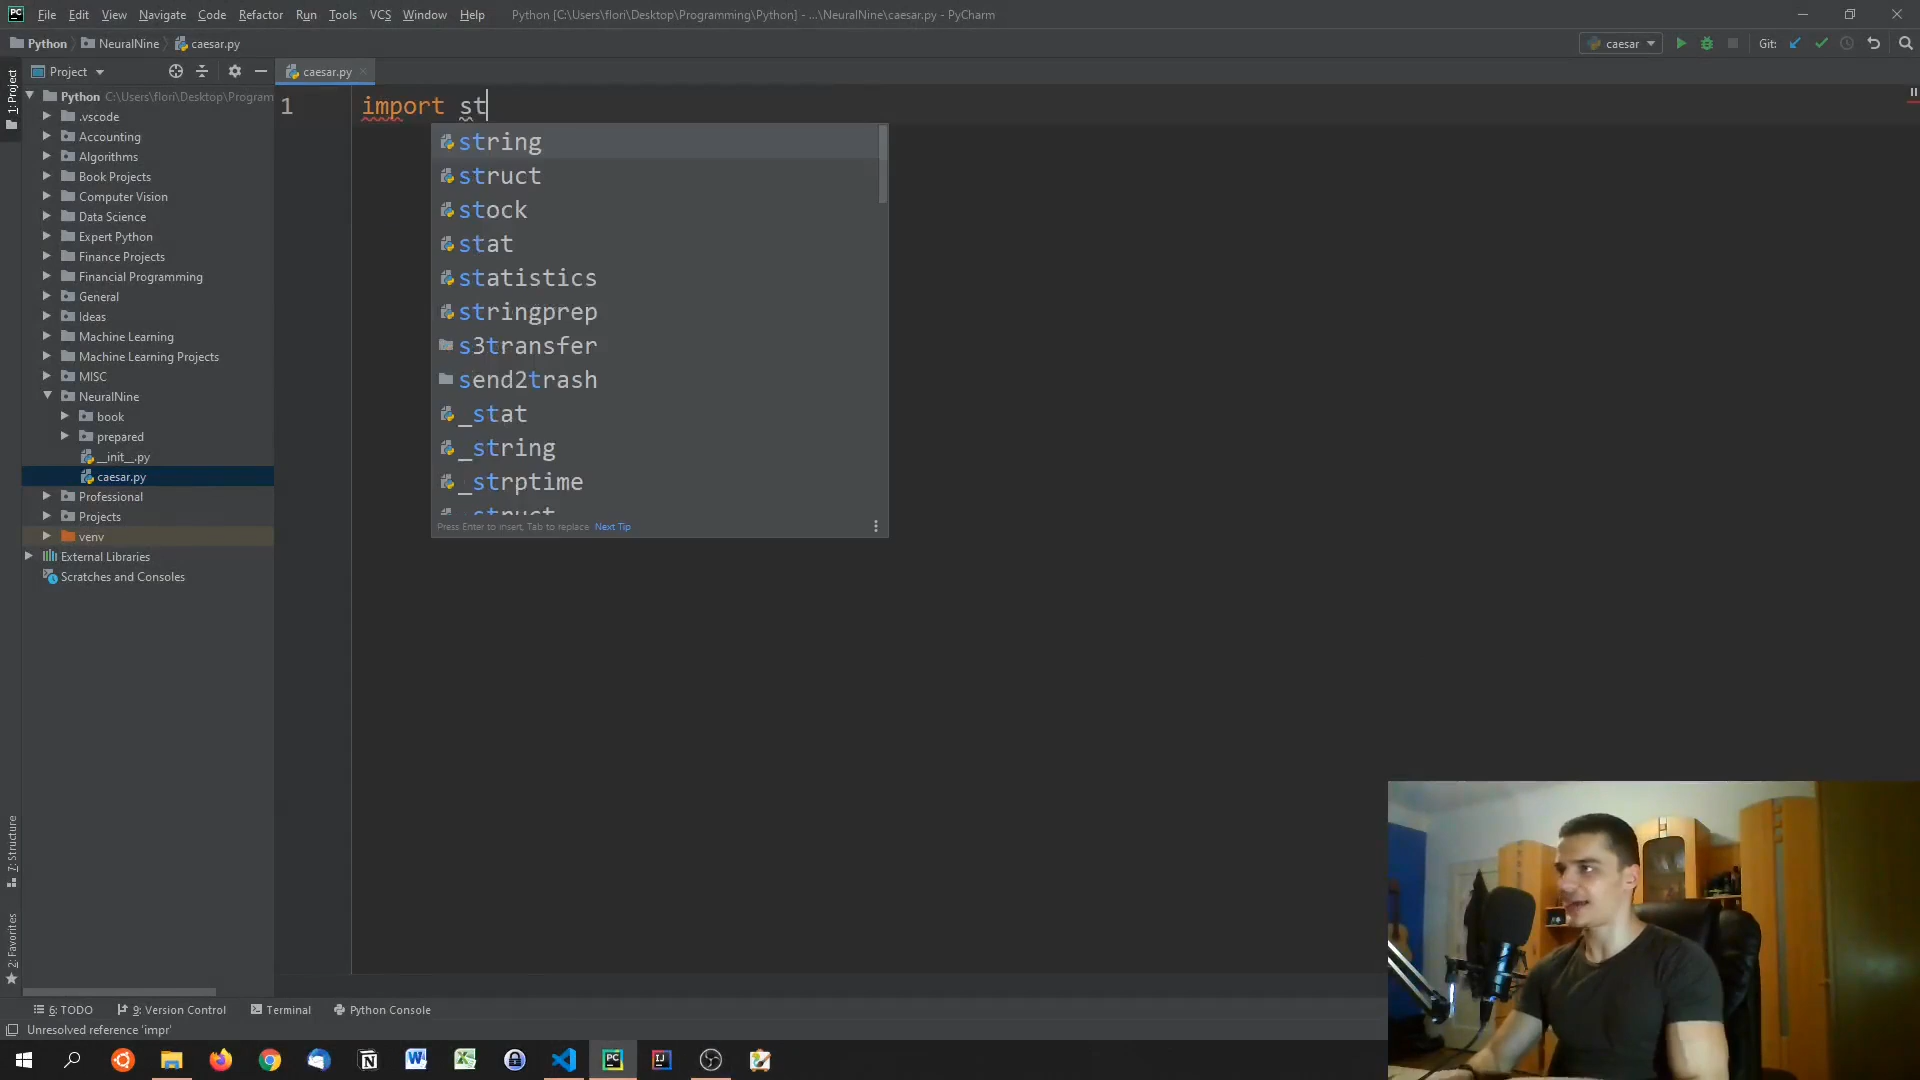 PC File Edit View Navigate Code Refactor Run Tools VCS Window Help Python [C:\Users\flori\Desktop\Programming\Python] - ...\NeuralNine\caesar.py - PyCharm
Python NeuralNine caesar.py caesar Git:
1: Project
Project
caesar.py
Python C:\Users\flori\Desktop\Program
.vscode
Accounting
Algorithms
Book Projects
Computer Vision
Data Science
Expert Python
Finance Projects
Financial Programming
General
Ideas
Machine Learning
Machine Learning Projects
MISC
NeuralNine
book
prepared
__init__.py
caesar.py
Professional
Projects
venv
External Libraries
Scratches and Consoles
1 import st
string
struct
stock
stat
statistics
stringprep
s3transfer
send2trash
_stat
_string
_strptime
_struct
Press Enter to insert, Tab to replace Next Tip
7: Structure
2: Favorites
6: TODO 9: Version Control Terminal Python Console
Unresolved reference 'impr'
N W X PC IJ